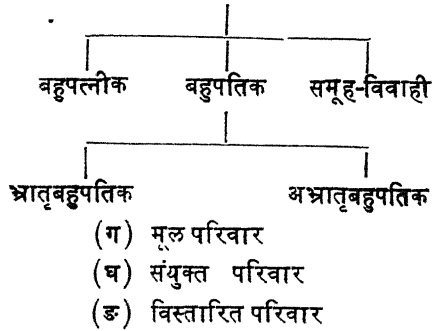 बहुपत्नीक बहुपतिक समूह-विवाही
भ्रातृबहुपतिक अभ्रातृबहुपतिक
(ग) मूल परिवार
(घ) संयुक्त परिवार
(ङ) विस्तारित परिवार